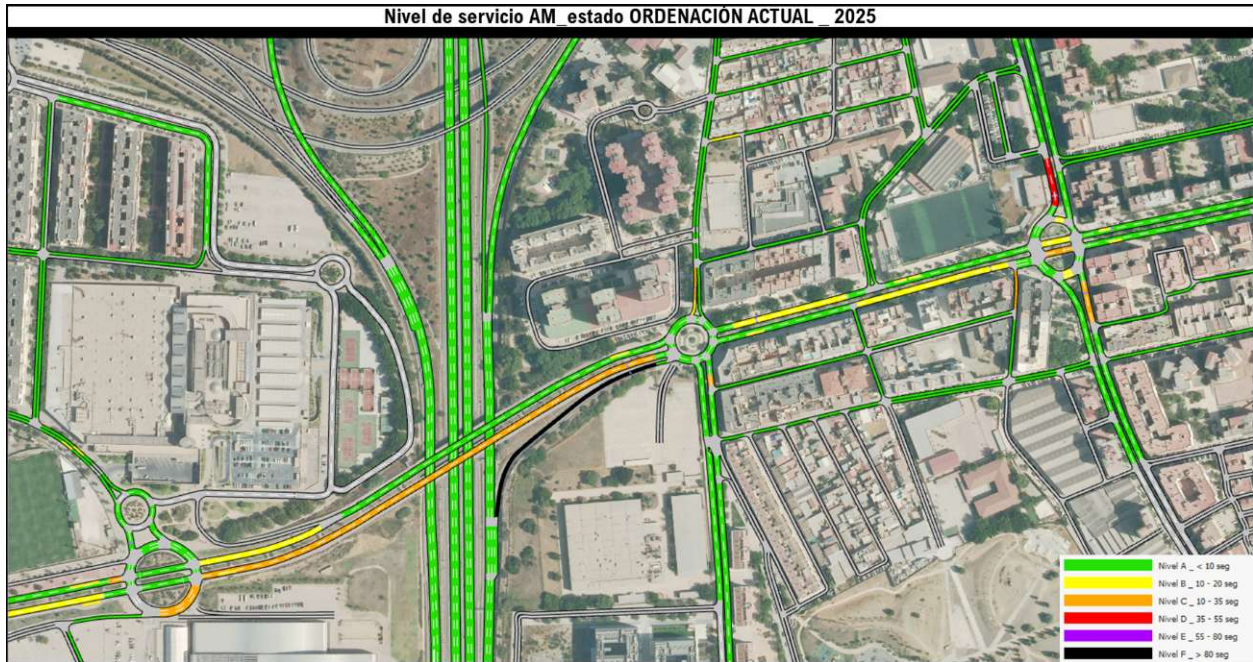 Nivel de servicio AM_estado ORDENACIÓN ACTUAL _ 2025
Nivel A _ < 10 seg
Nivel B _ 10 - 20 seg
Nivel C _ 10 - 35 seg
Nivel D _ 35 - 55 seg
Nivel E _ 55 - 80 seg
Nivel F _ > 80 seg